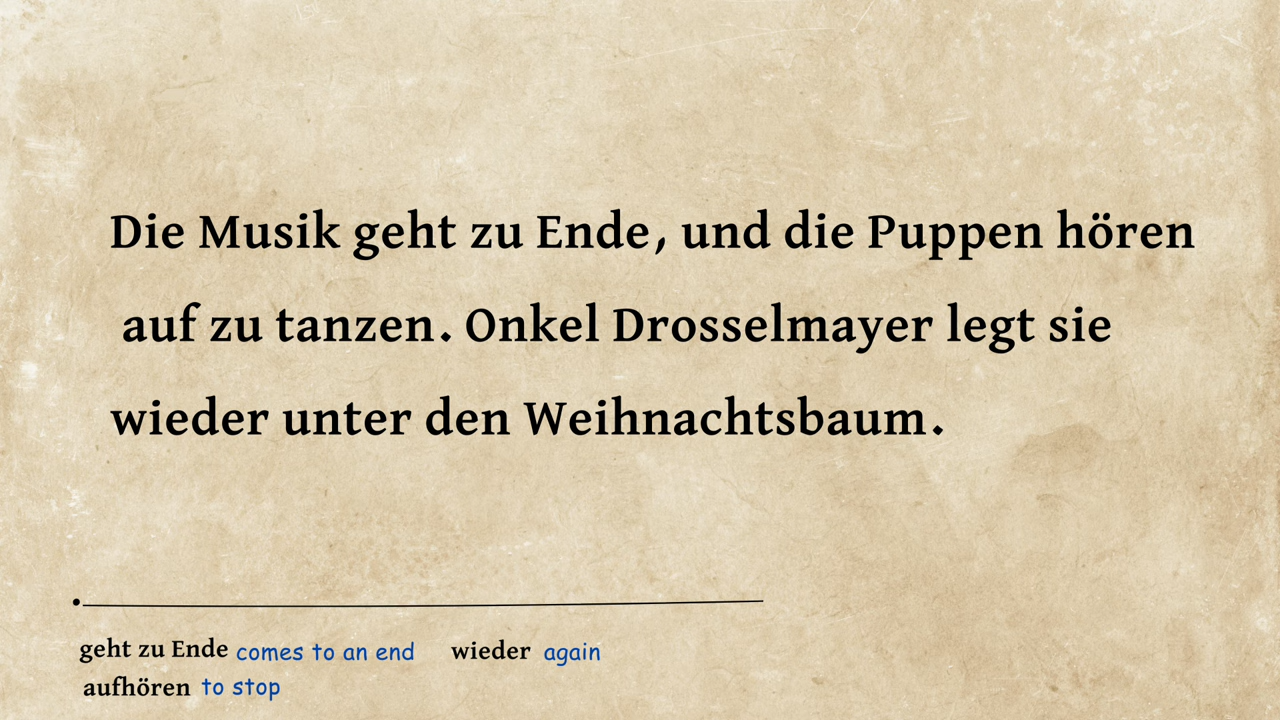 Die Musik geht zu Ende, und die Puppen hören
auf zu tanzen. Onkel Drosselmayer legt sie
wieder unter den Weihnachtsbaum.
geht zu Ende comes to an end wieder again
aufhören to stop